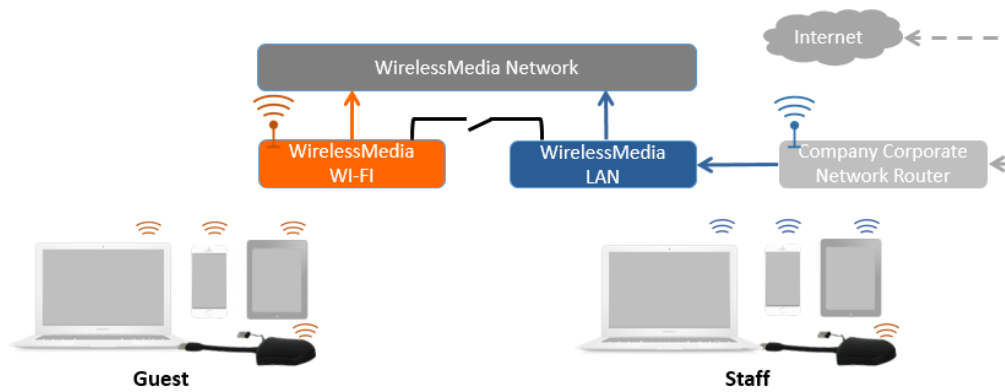 Internet
WirelessMedia Network
WirelessMedia
WI-FI
WirelessMedia
LAN
Company Corporate
Network Router
Guest
Staff